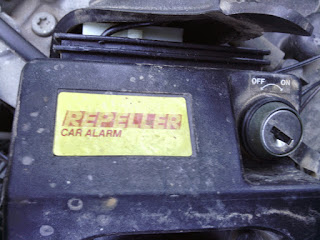 REPELLER
CAR ALARM
OFF ON